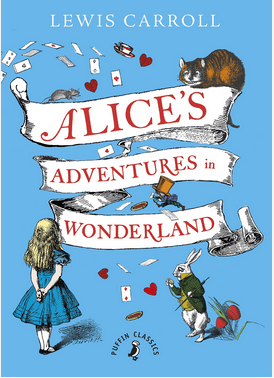 LEWIS CARROLL
ALICE'S
ADVENTURES in
WONDERLAND
PUFFIN CLASSICS